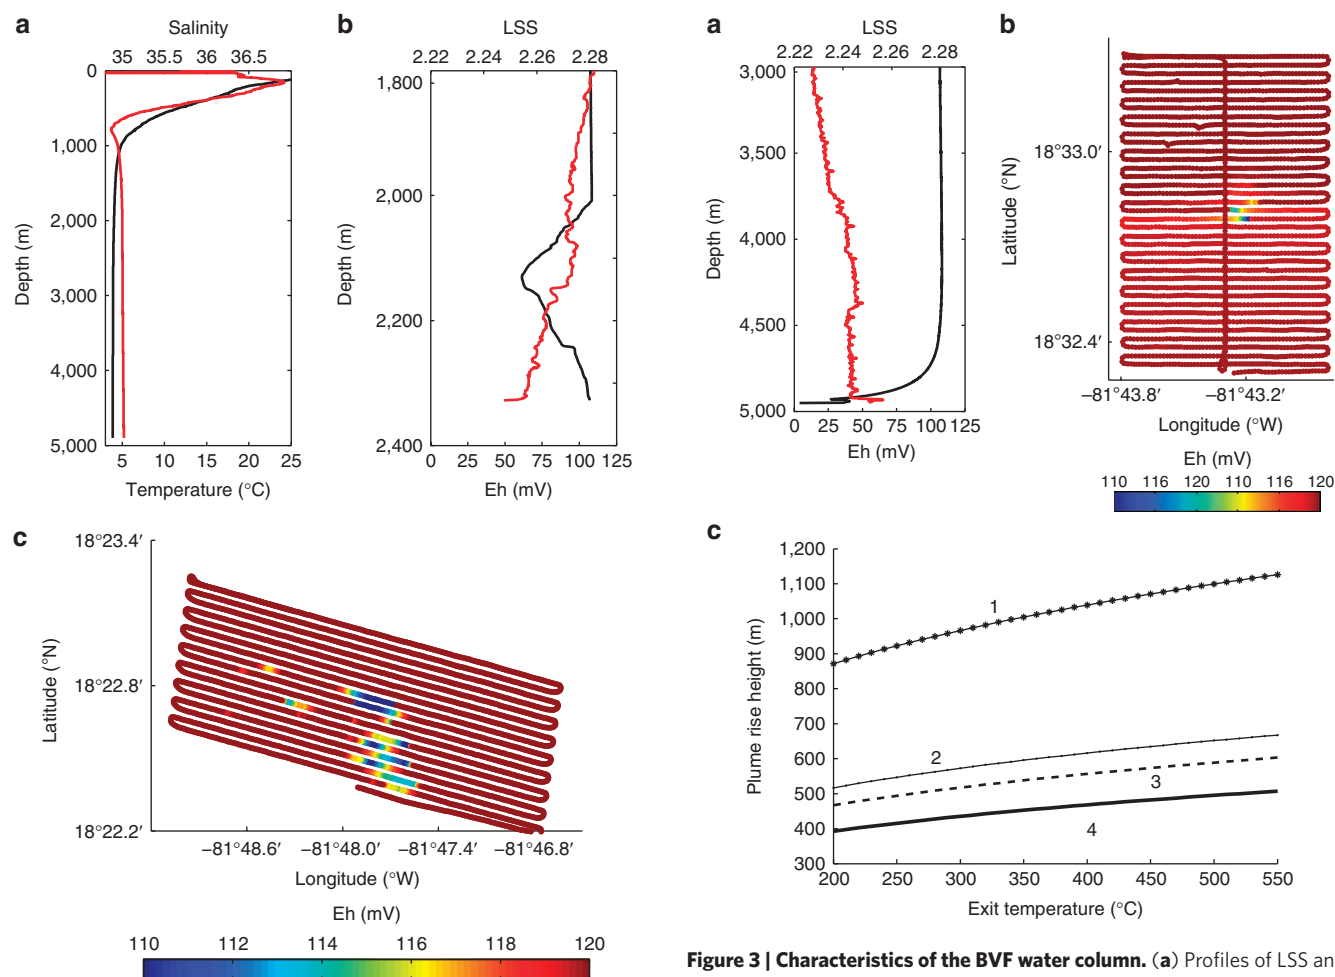 a
Salinity
35 35.5 36 36.5
0
1,000
2,000
3,000
4,000
5,000
Depth (m)
5 10 15 20 25
Temperature (°C)
b
LSS
2.22 2.24 2.26 2.28
1,800
2,000
2,200
2,400
Depth (m)
0 25 50 75 100 125
Eh (mV)
c
18°23.4′
18°22.8′
18°22.2′
Latitude (°N)
−81°48.6′ −81°48.0′ −81°47.4′ −81°46.8′
Longitude (°W)
Eh (mV)
110 112 114 116 118 120
a
LSS
2.22 2.24 2.26 2.28
3,000
3,500
4,000
4,500
5,000
Depth (m)
0 25 50 75 100 125
Eh (mV)
b
18°33.0′
18°32.4′
Latitude (°N)
−81°43.8′ −81°43.2′
Longitude (°W)
Eh (mV)
110 116 120 110 116 120
c
1,200
1,100
1,000
900
800
700
600
500
400
300
Plume rise height (m)
1
2
3
4
200 250 300 350 400 450 500 550
Exit temperature (°C)
Figure 3 | Characteristics of the BVF water column. (a) Profiles of LSS an